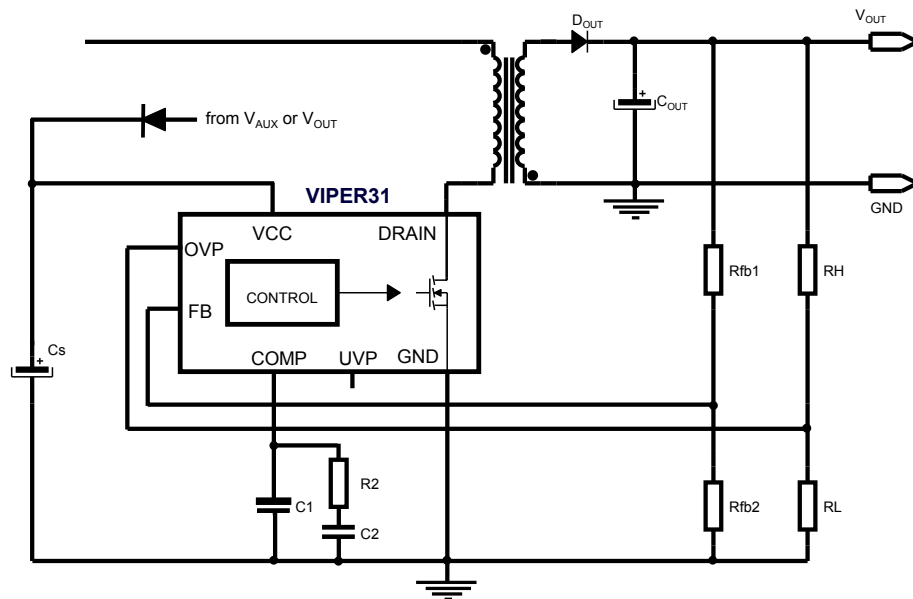 DOUT
VOUT
+
COUT
from VAUX or VOUT
GND
VIPER31
VCC
DRAIN
OVP
CONTROL
FB
Rfb1
RH
Cs
+
COMP
UVP
GND
R2
C1
C2
Rfb2
RL